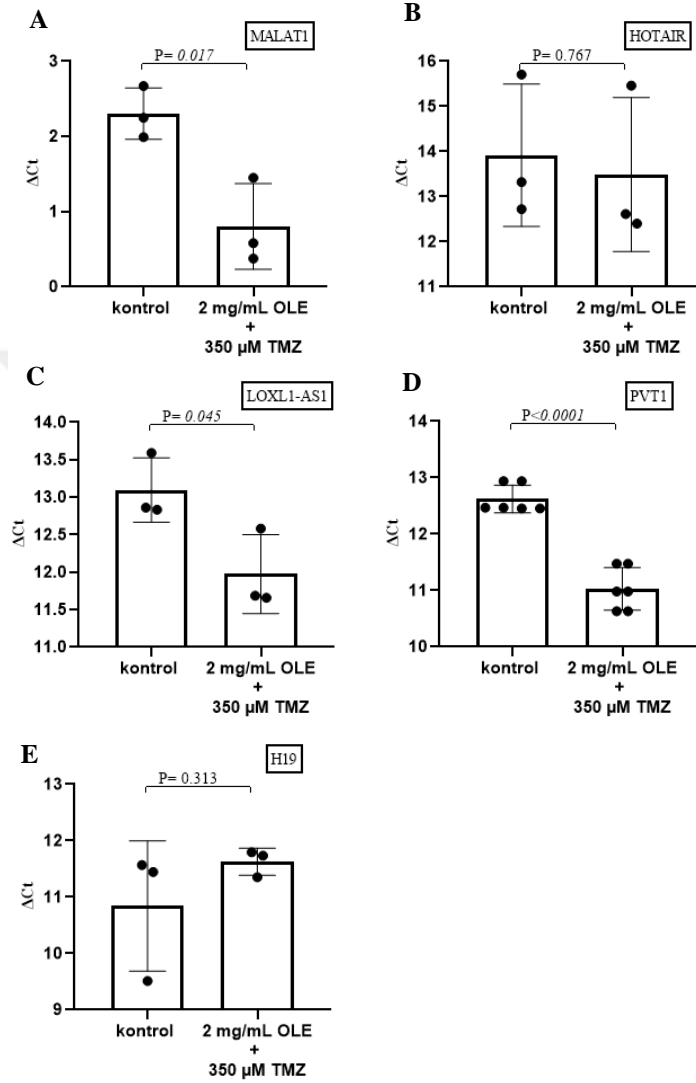 A
MALAT1
P= 0.017
ΔCt
3
2
1
0
kontrol
2 mg/mL OLE
+
350 µM TMZ
B
HOTAIR
P= 0.767
ΔCt
16
15
14
13
12
11
kontrol
2 mg/mL OLE
+
350 µM TMZ
C
LOXL1-AS1
P= 0.045
ΔCt
14.0
13.5
13.0
12.5
12.0
11.5
11.0
kontrol
2 mg/mL OLE
+
350 µM TMZ
D
PVT1
P<0.0001
ΔCt
14
13
12
11
10
kontrol
2 mg/mL OLE
+
350 µM TMZ
E
H19
P= 0.313
ΔCt
13
12
11
10
9
kontrol
2 mg/mL OLE
+
350 µM TMZ